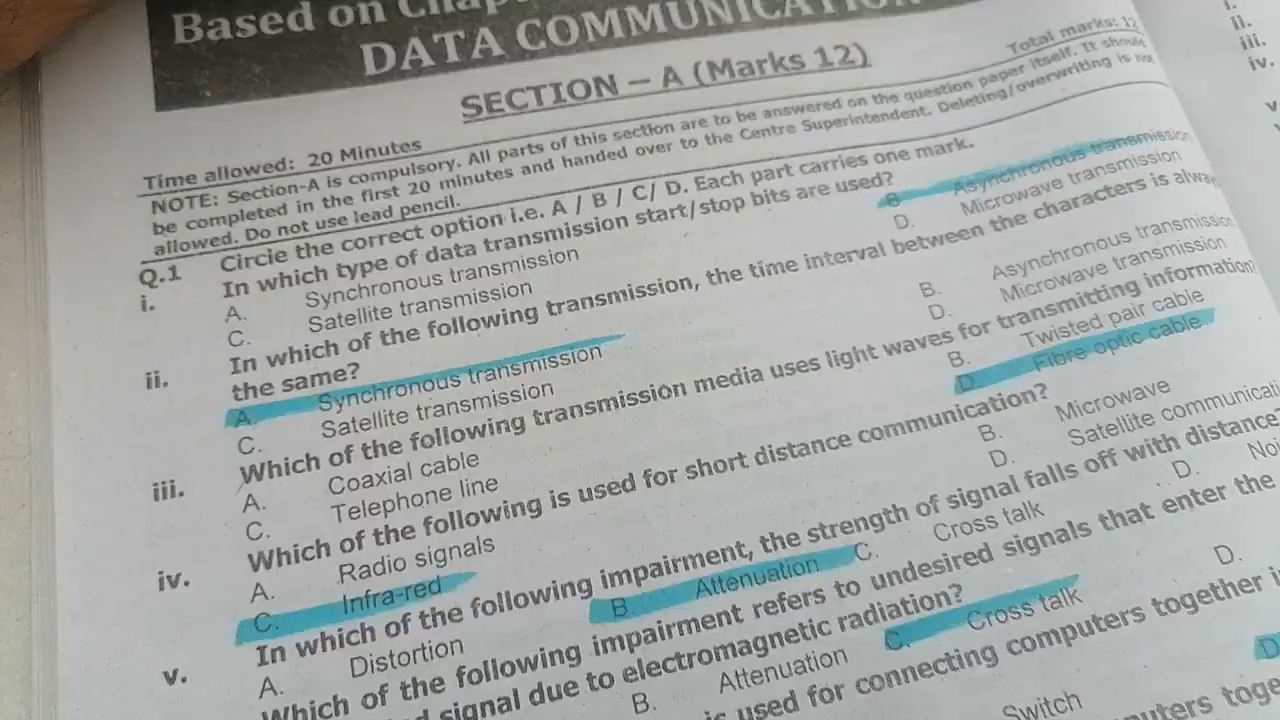 Based on Chap
DATA COMMUNICATION
SECTION – A (Marks 12)
Time allowed: 20 Minutes
Total marks: 12
NOTE: Section-A is compulsory. All parts of this section are to be answered on the question paper itself. It should
be completed in the first 20 minutes and handed over to the Centre Superintendent. Deleting/overwriting is not
allowed. Do not use lead pencil.
Q.1 Circle the correct option i.e. A / B / C/ D. Each part carries one mark.
i. In which type of data transmission start/stop bits are used?
A. Synchronous transmission B. Asynchronous transmission
C. Satellite transmission D. Microwave transmission
ii. In which of the following transmission, the time interval between the characters is alway
the same?
A. Synchronous transmission B. Asynchronous transmission
C. Satellite transmission D. Microwave transmission
iii. Which of the following transmission media uses light waves for transmitting information
A. Coaxial cable B. Twisted pair cable
C. Telephone line D. Fibre optic cable
iv. Which of the following is used for short distance communication?
A. Radio signals B. Microwave
C. Infra-red D. Satellite communicati
v. In which of the following impairment, the strength of signal falls off with distance
A. Distortion B. Attenuation C. Cross talk D. Noi
Which of the following impairment refers to undesired signals that enter the
signal due to electromagnetic radiation?
B. Attenuation C. Cross talk D.
is used for connecting computers together i
Switch D
puters toge
i.
ii.
iii.
iv.
v